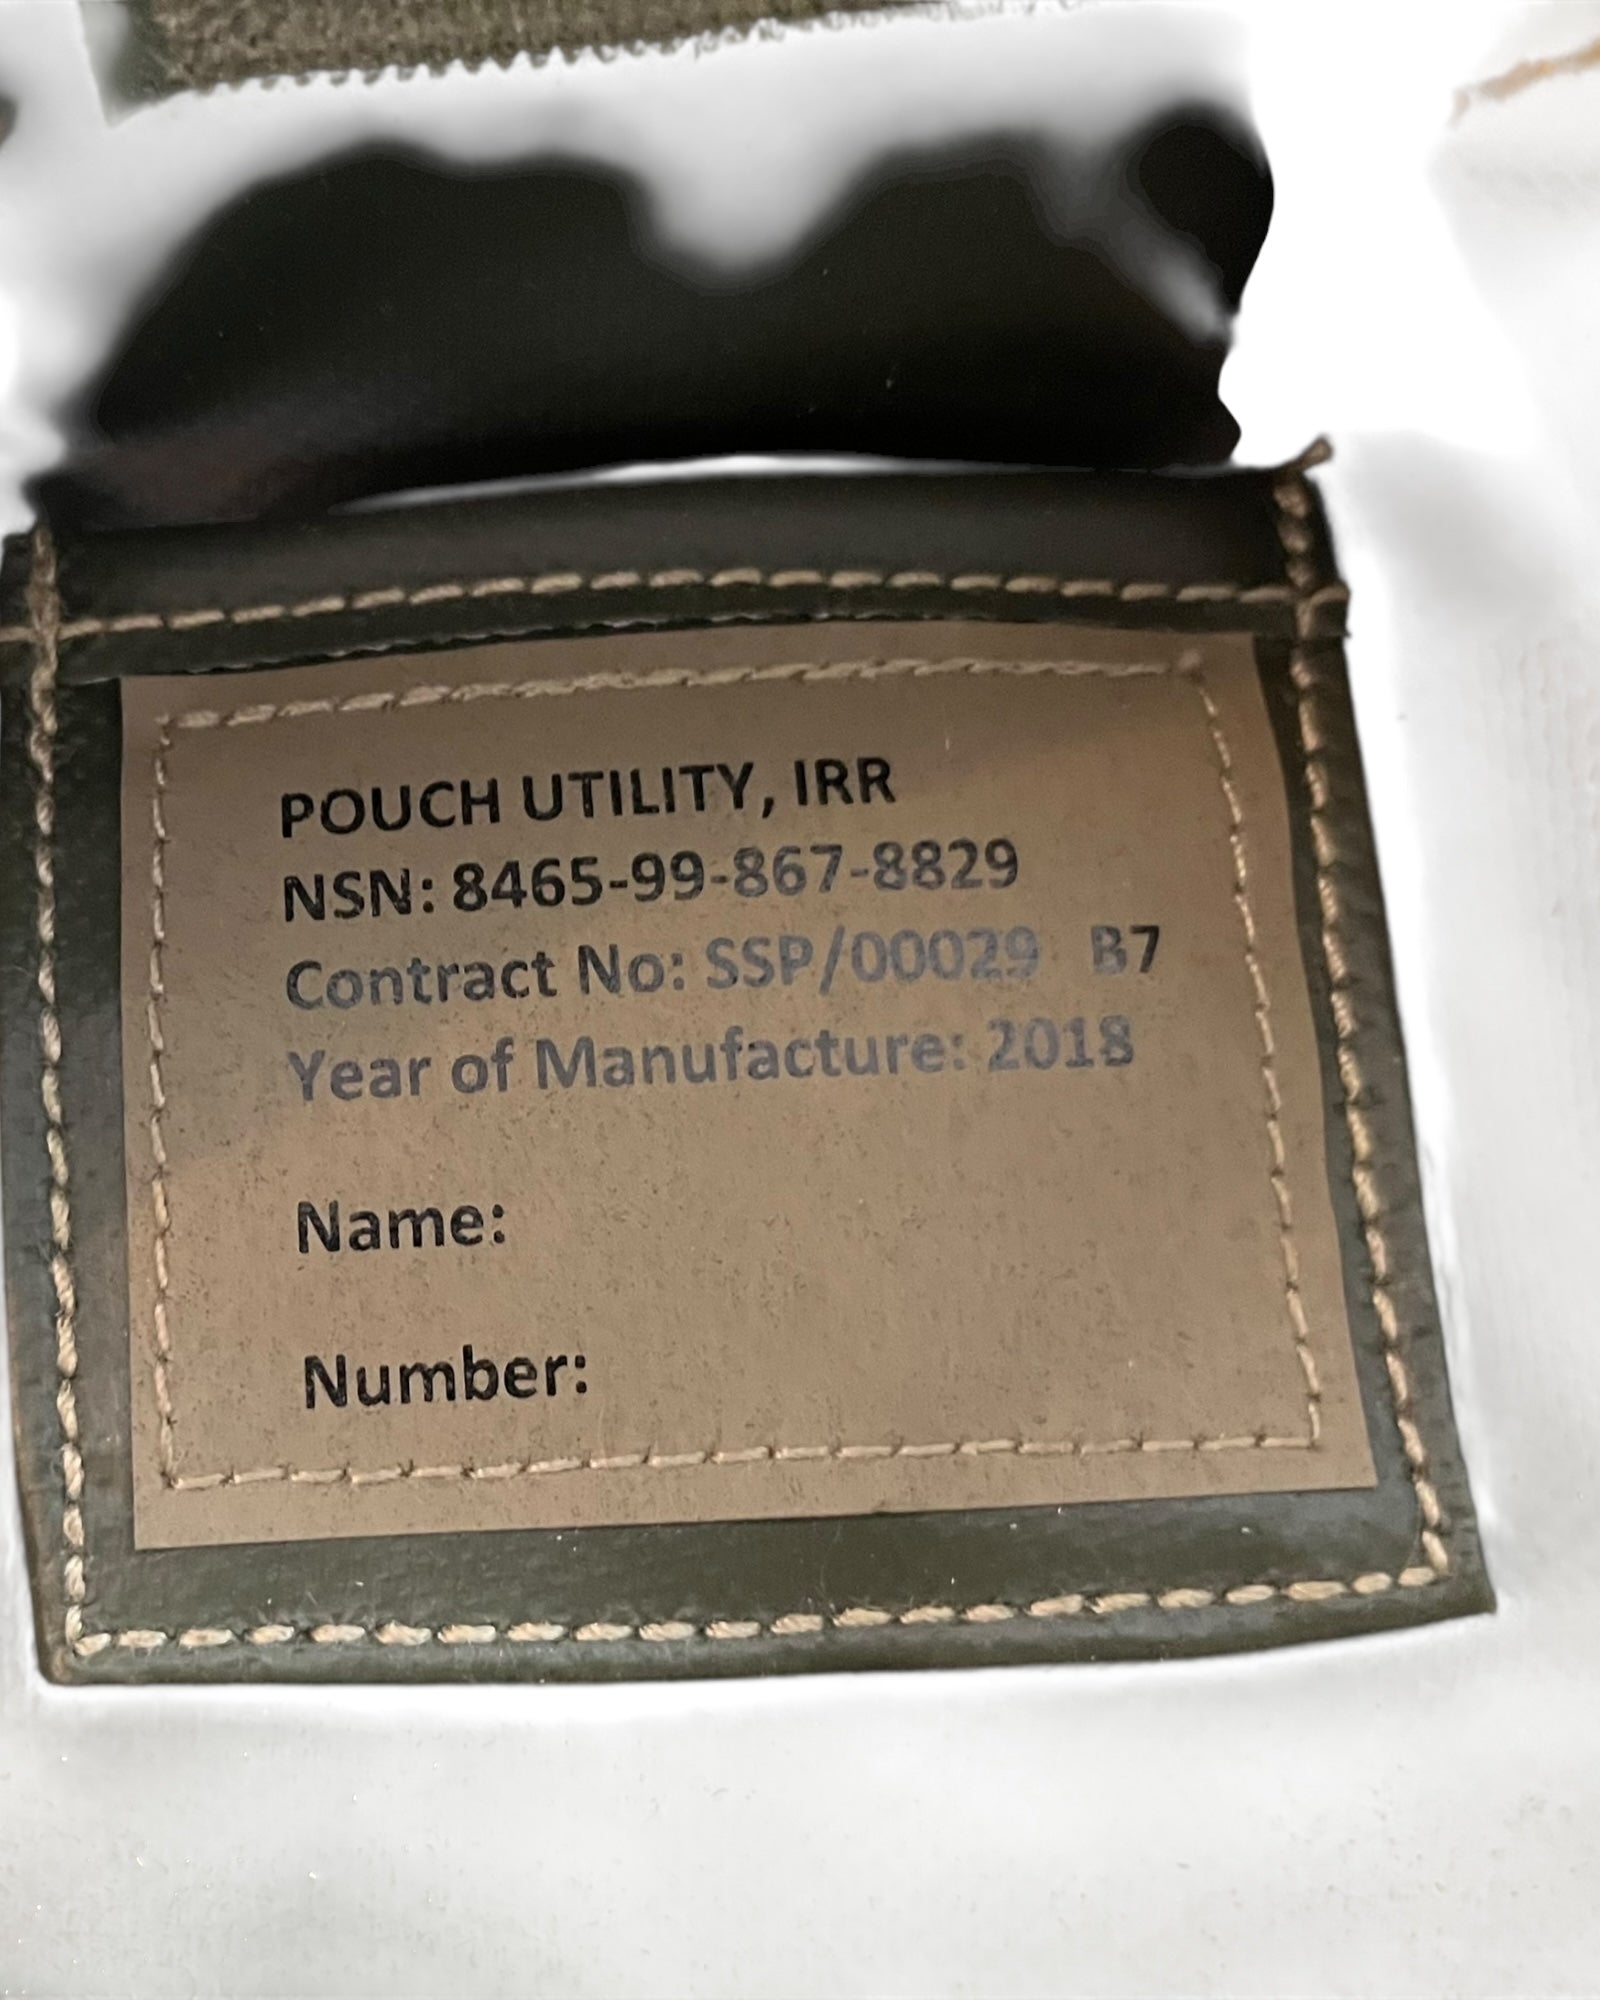 POUCH UTILITY, IRR
NSN: 8465-99-867-8829
Contract No: SSP/00029 B7
Year of Manufacture: 2018
Name:
Number: